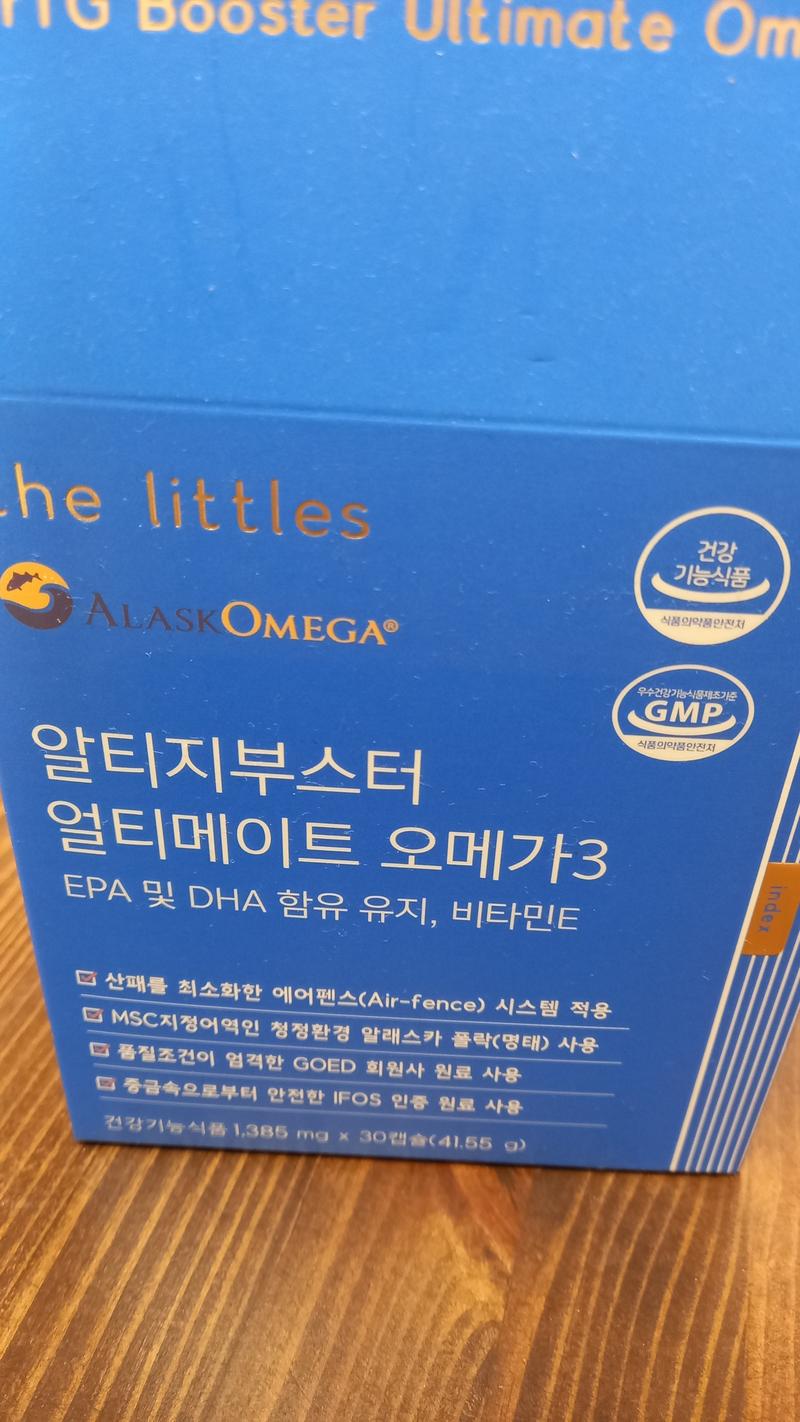 rTG Booster Ultimate Om
the littles
ALASKOMEGA®
건강
기능식품
식품의약품안전처
우수건강기능식품제조기준
GMP
식품의약품안전처
알티지부스터
얼티메이트 오메가3
EPA 및 DHA 함유 유지, 비타민E
index
산패를 최소화한 에어펜스(Air-fence) 시스템 적용
MSC지정어역인 청정환경 알래스카 폴락(명태) 사용
품질조건이 엄격한 GOED 회원사 원료 사용
중금속으로부터 안전한 IFOS 인증 원료 사용
건강기능식품 1,385 mg x 30캡슐(41.55 g)